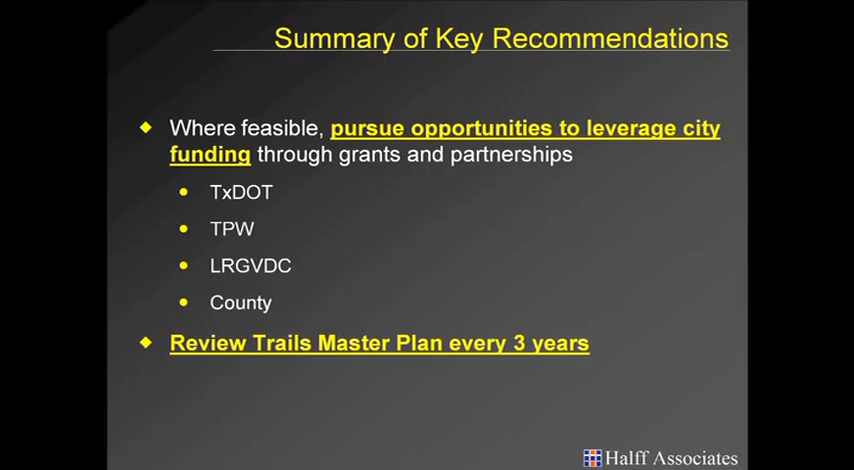 Summary of Key Recommendations
Where feasible, pursue opportunities to leverage city
funding through grants and partnerships
TxDOT
TPW
LRGVDC
County
Review Trails Master Plan every 3 years
Halff Associates